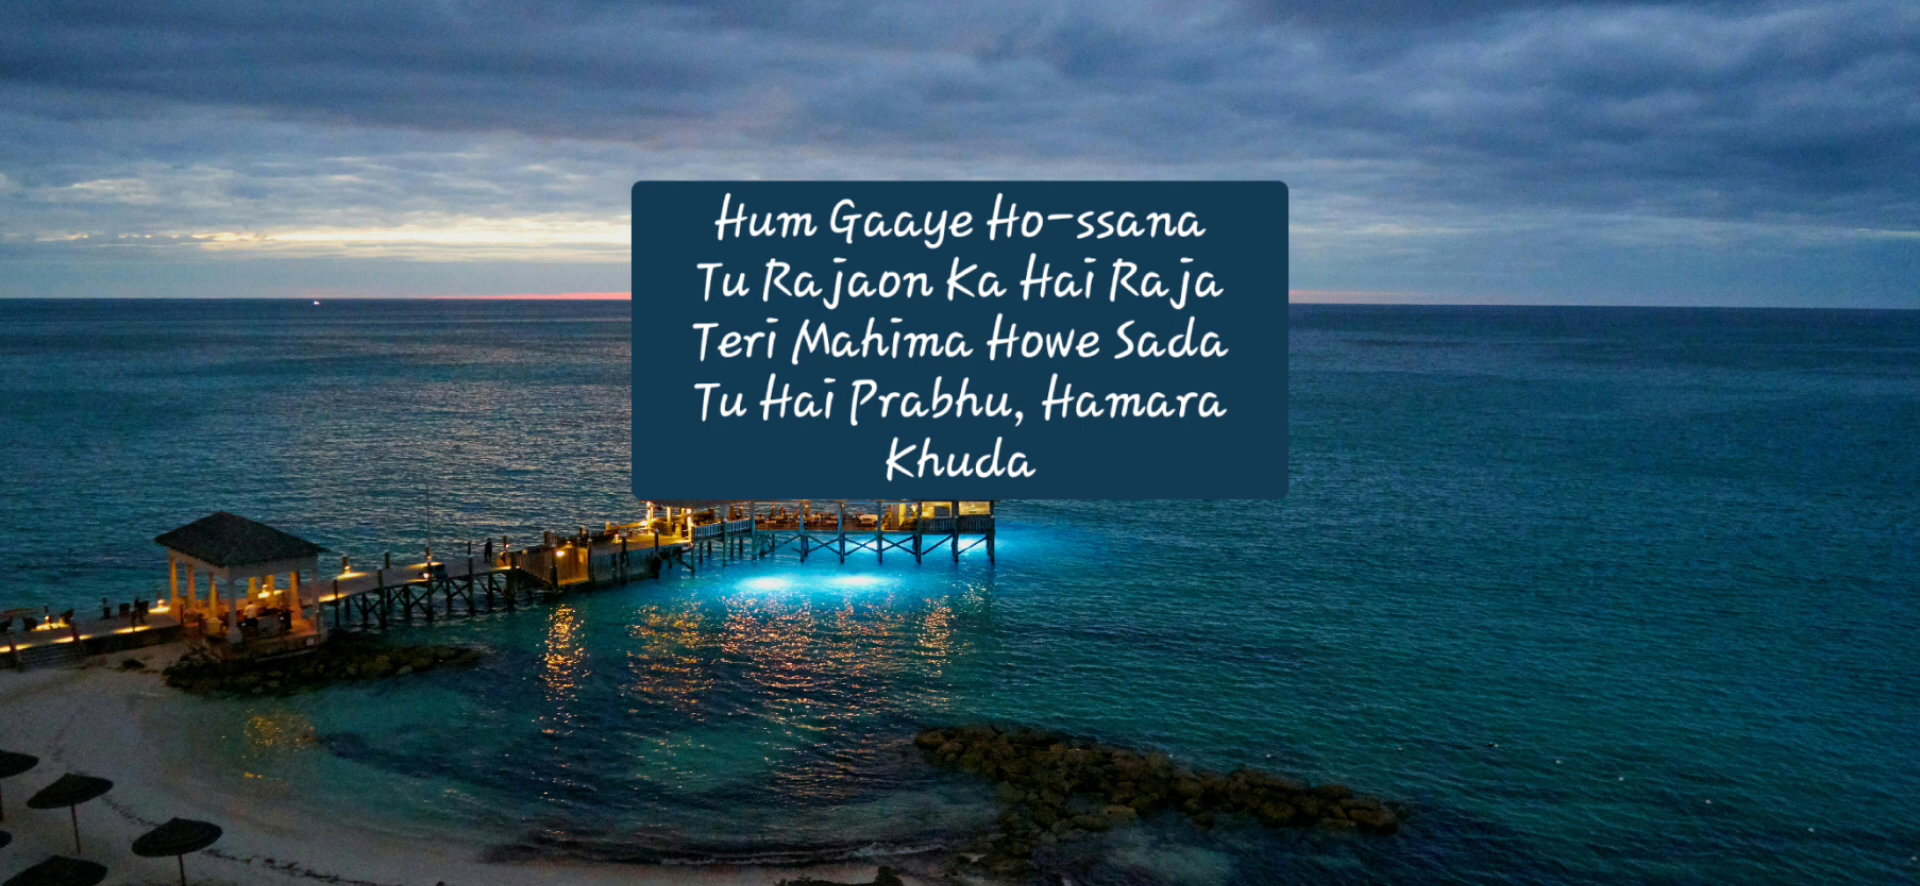 Hum Gaaye Ho-ssana
Tu Rajaon Ka Hai Raja
Teri Mahima Howe Sada
Tu Hai Prabhu, Hamara
Khuda